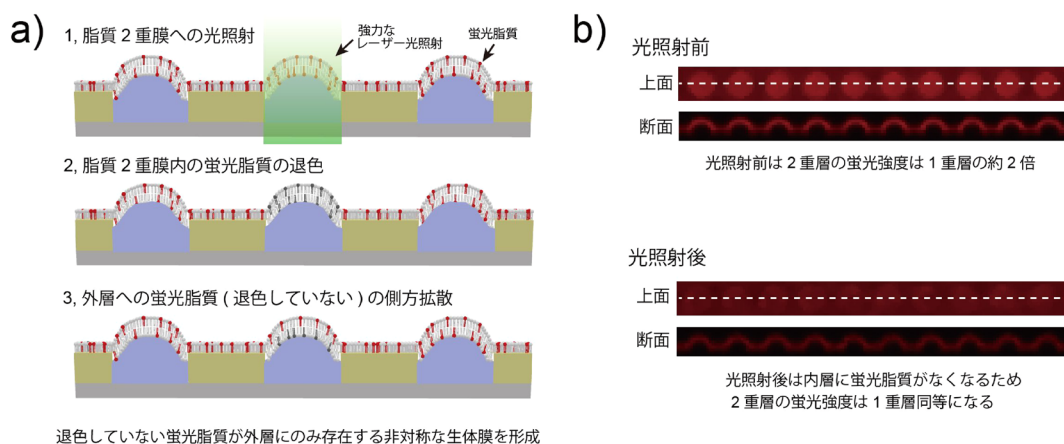 a)
1, 脂質 2 重膜への光照射
強力な
レーザー光照射
蛍光脂質
2, 脂質 2 重膜内の蛍光脂質の退色
3, 外層への蛍光脂質 ( 退色していない ) の側方拡散
退色していない蛍光脂質が外層にのみ存在する非対称な生体膜を形成
b)
光照射前
上面
断面
光照射前は 2 重層の蛍光強度は 1 重層の約 2 倍
光照射後
上面
断面
光照射後は内層に蛍光脂質がなくなるため
2 重層の蛍光強度は 1 重層同等になる